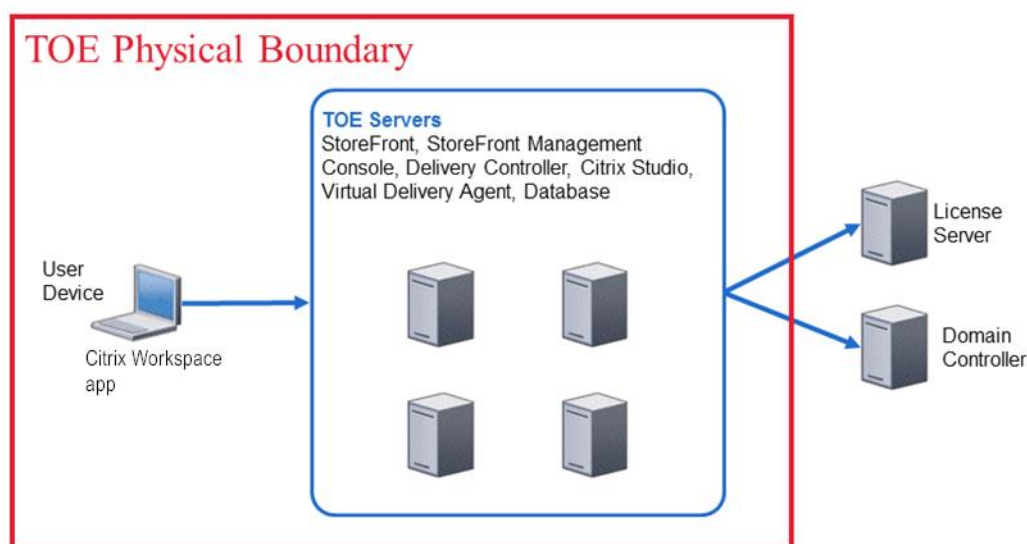 TOE Physical Boundary
TOE Servers
StoreFront, StoreFront Management
Console, Delivery Controller, Citrix Studio,
Virtual Delivery Agent, Database
User
Device
Citrix Workspace
app
License
Server
Domain
Controller